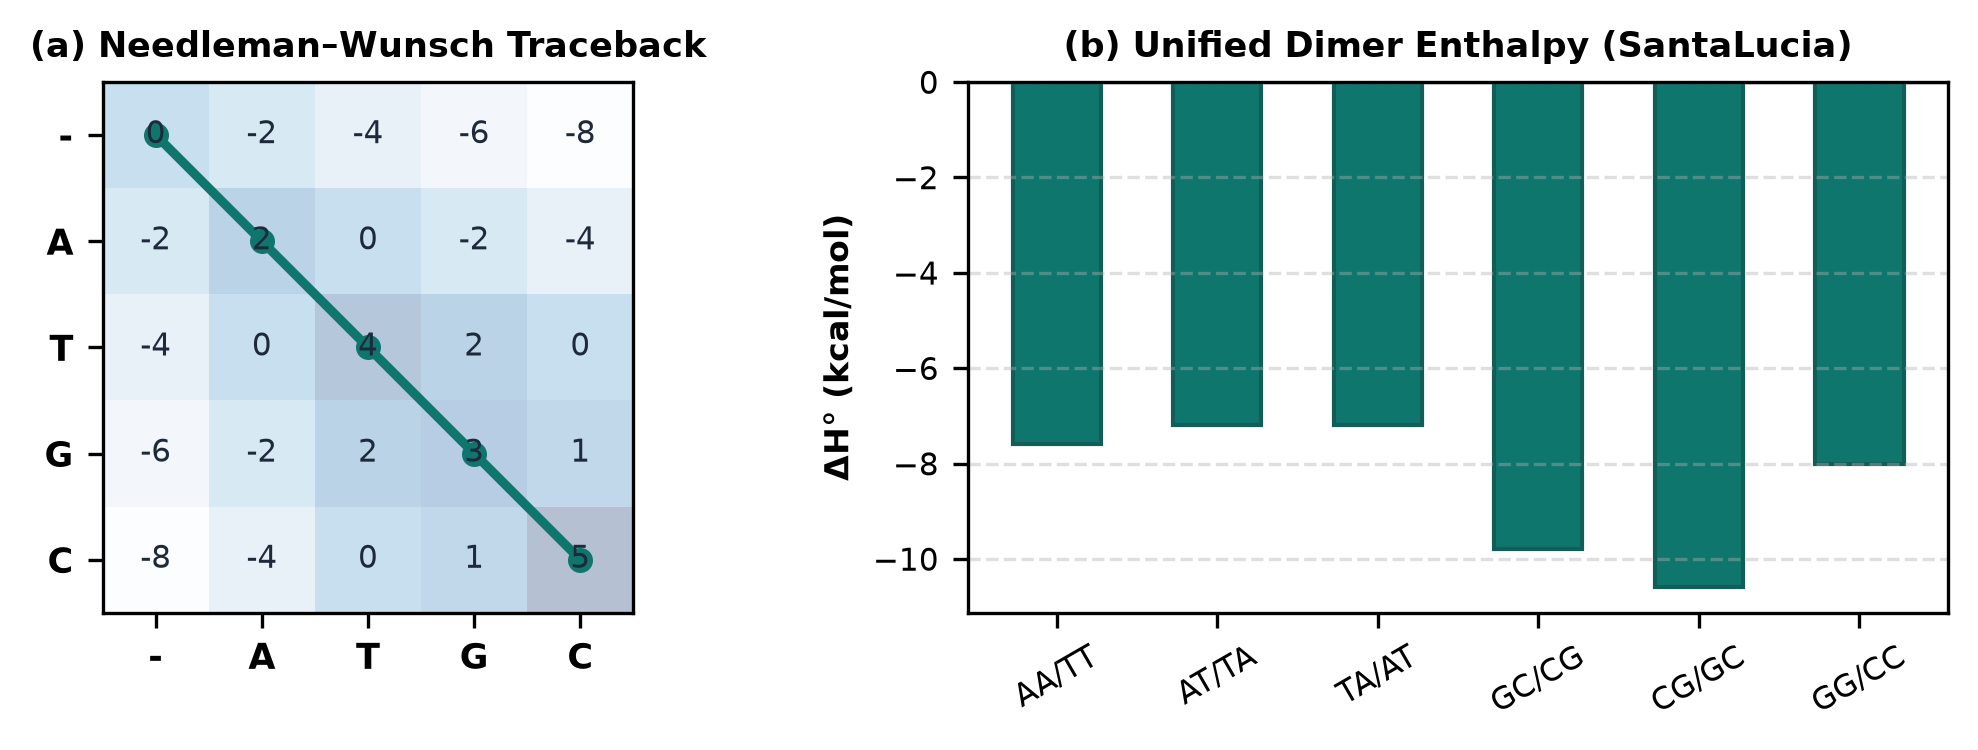 (a) Needleman–Wunsch Traceback
- 0 -2 -4 -6 -8
A -2 2 0 -2 -4
T -4 0 4 2 0
G -6 -2 2 3 1
C -8 -4 0 1 5
- A T G C
(b) Unified Dimer Enthalpy (SantaLucia)
ΔH° (kcal/mol)
0
−2
−4
−6
−8
−10
AA/TT AT/TA TA/AT GC/CG CG/GC GG/CC